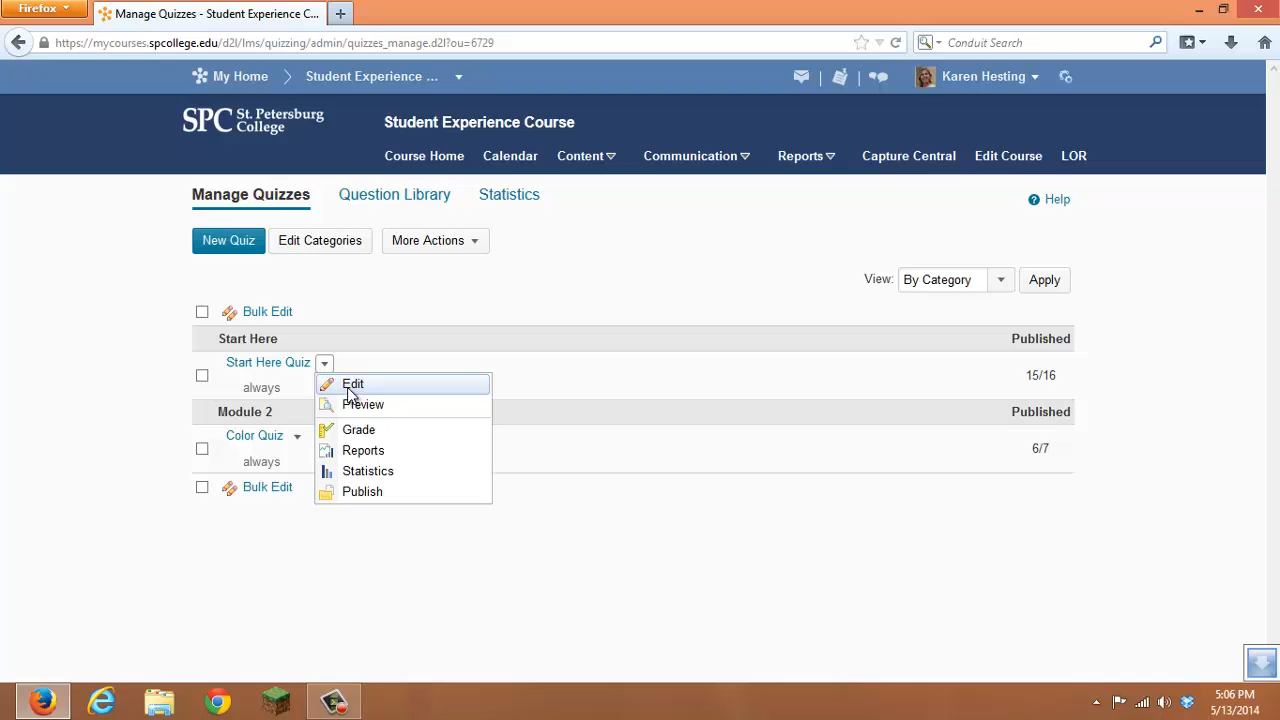 Firefox
Manage Quizzes - Student Experience C...
https://mycourses.spcollege.edu/d2l/lms/quizzing/admin/quizzes_manage.d2l?ou=6729
Conduit Search
My Home
Student Experience ...
Karen Hesting
SPC St. Petersburg College
Student Experience Course
Course Home
Calendar
Content
Communication
Reports
Capture Central
Edit Course
LOR
Manage Quizzes
Question Library
Statistics
Help
New Quiz
Edit Categories
More Actions
View:
By Category
Apply
Bulk Edit
Start Here
Published
Start Here Quiz
always
15/16
Edit
Preview
Grade
Reports
Statistics
Publish
Module 2
Published
Color Quiz
always
6/7
Bulk Edit
5:06 PM
5/13/2014